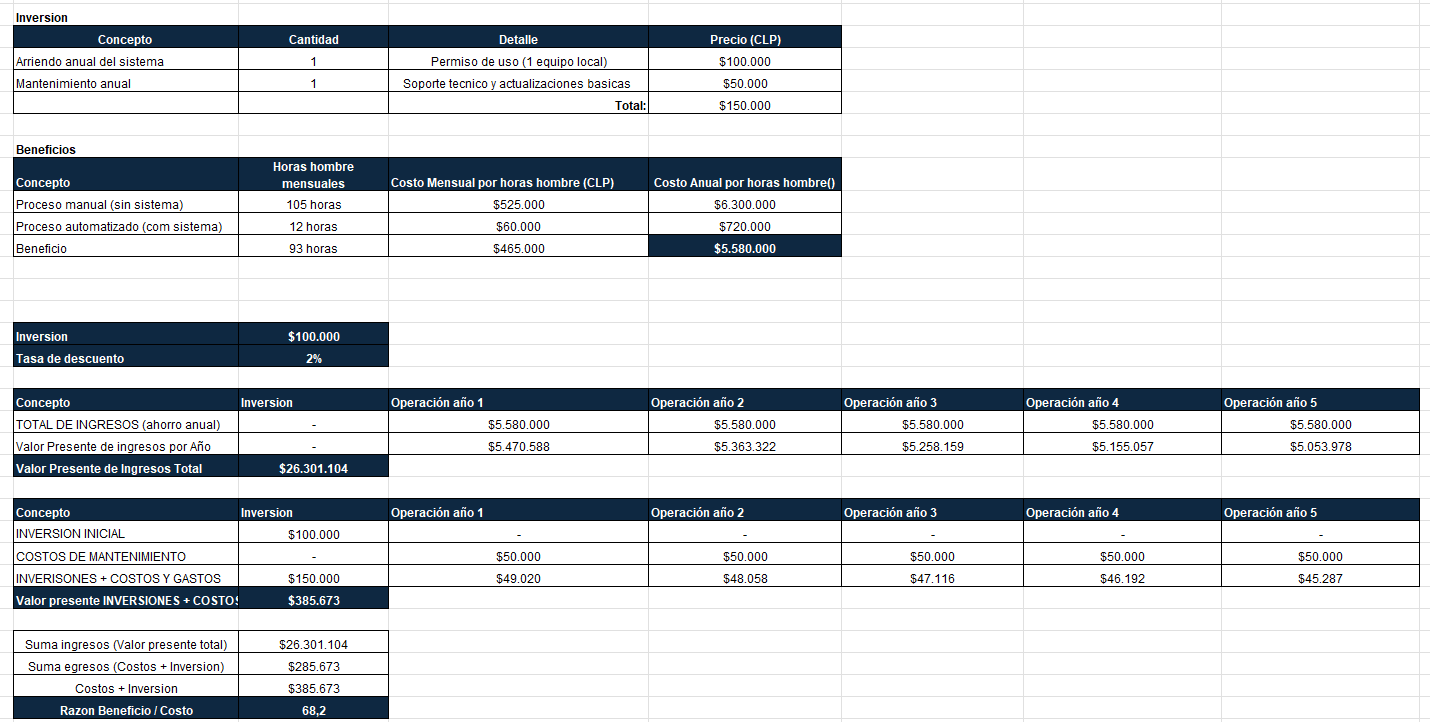 Inversion
Concepto Cantidad Detalle Precio (CLP)
Arriendo anual del sistema 1 Permiso de uso (1 equipo local) $100.000
Mantenimiento anual 1 Soporte tecnico y actualizaciones basicas $50.000
Total: $150.000
Beneficios
Concepto Horas hombre mensuales Costo Mensual por horas hombre (CLP) Costo Anual por horas hombre()
Proceso manual (sin sistema) 105 horas $525.000 $6.300.000
Proceso automatizado (com sistema) 12 horas $60.000 $720.000
Beneficio 93 horas $465.000 $5.580.000
Inversion $100.000
Tasa de descuento 2%
Concepto Inversion Operación año 1 Operación año 2 Operación año 3 Operación año 4 Operación año 5
TOTAL DE INGRESOS (ahorro anual) - $5.580.000 $5.580.000 $5.580.000 $5.580.000 $5.580.000
Valor Presente de ingresos por Año - $5.470.588 $5.363.322 $5.258.159 $5.155.057 $5.053.978
Valor Presente de Ingresos Total $26.301.104
Concepto Inversion Operación año 1 Operación año 2 Operación año 3 Operación año 4 Operación año 5
INVERSION INICIAL $100.000 - - - - -
COSTOS DE MANTENIMIENTO - $50.000 $50.000 $50.000 $50.000 $50.000
INVERISONES + COSTOS Y GASTOS $150.000 $49.020 $48.058 $47.116 $46.192 $45.287
Valor presente INVERSIONES + COSTOS $385.673
Suma ingresos (Valor presente total) $26.301.104
Suma egresos (Costos + Inversion) $285.673
Costos + Inversion $385.673
Razon Beneficio / Costo 68,2